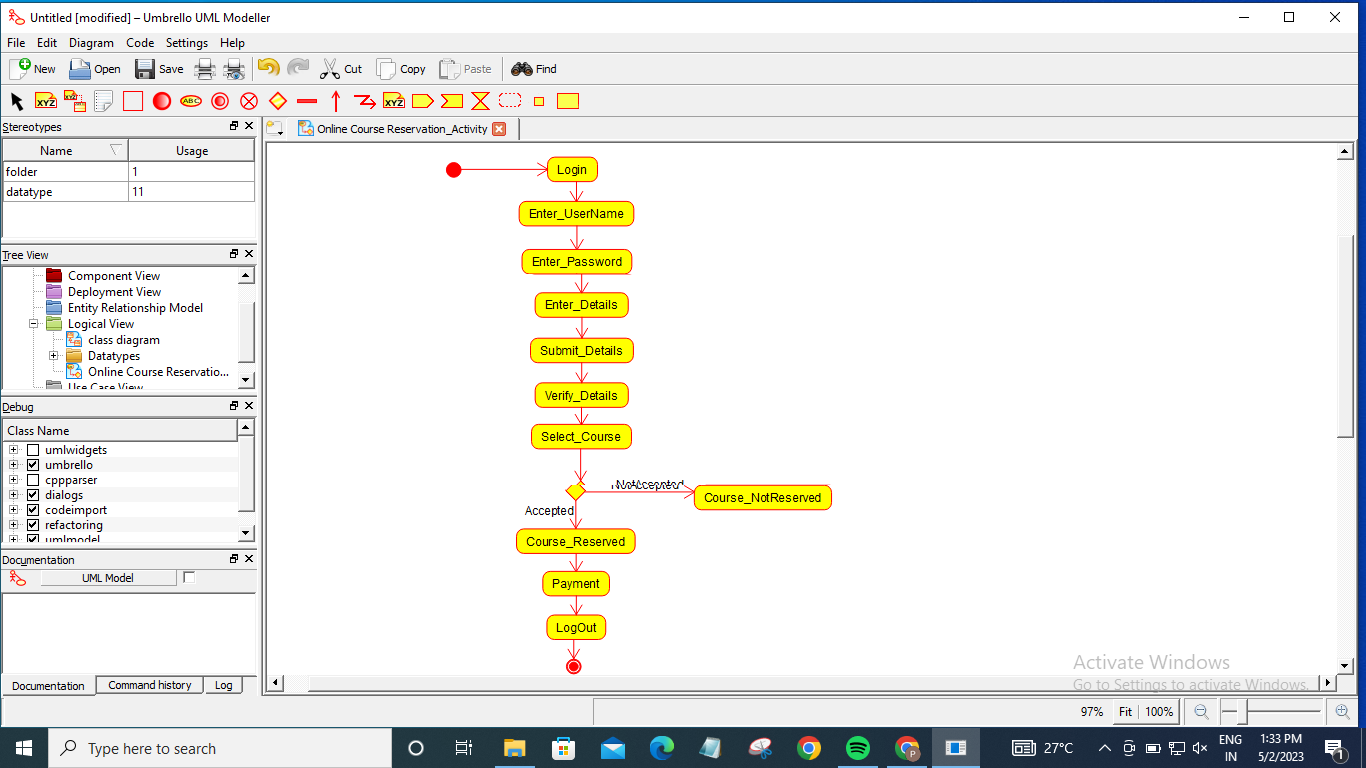 Untitled [modified] – Umbrello UML Modeller
File Edit Diagram Code Settings Help
New Open Save Cut Copy Paste Find
XYZ XYZ ABC XYZ
Stereotypes
Name Usage
folder 1
datatype 11
Tree View
Component View
Deployment View
Entity Relationship Model
Logical View
class diagram
Datatypes
Online Course Reservatio...
Use Case View
Debug
Class Name
umlwidgets
umbrello
cppparser
dialogs
codeimport
refactoring
umlmodel
Documentation
UML Model
Documentation Command history Log
Online Course Reservation_Activity
Login
Enter_UserName
Enter_Password
Enter_Details
Submit_Details
Verify_Details
Select_Course
NotAccepted
Course_NotReserved
Accepted
Course_Reserved
Payment
LogOut
Activate Windows
Go to Settings to activate Windows.
97% Fit 100%
Type here to search
P
27°C
ENG
IN
1:33 PM
5/2/2023
1